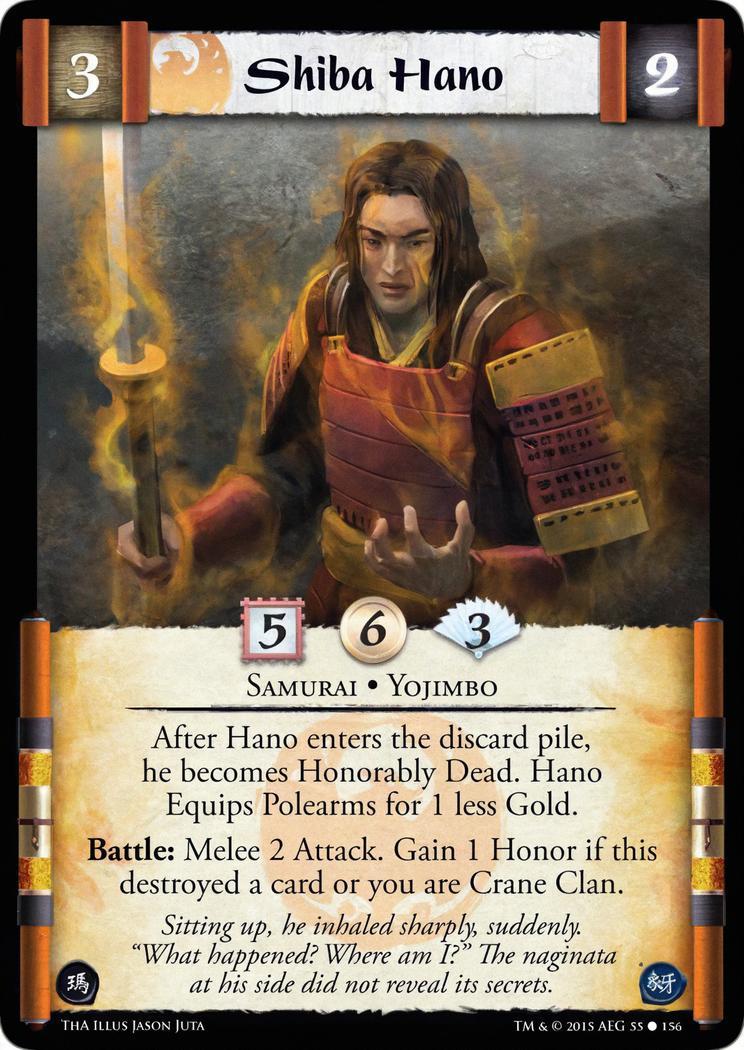 3
Shiba Hano
2
5
6
3
Samurai • Yojimbo
After Hano enters the discard pile,
he becomes Honorably Dead. Hano
Equips Polearms for 1 less Gold.
Battle: Melee 2 Attack. Gain 1 Honor if this
destroyed a card or you are Crane Clan.
Sitting up, he inhaled sharply, suddenly.
“What happened? Where am I?” The naginata
at his side did not reveal its secrets.
瑪
ThA Illus Jason Juta
TM & © 2015 AEG 55 ● 156